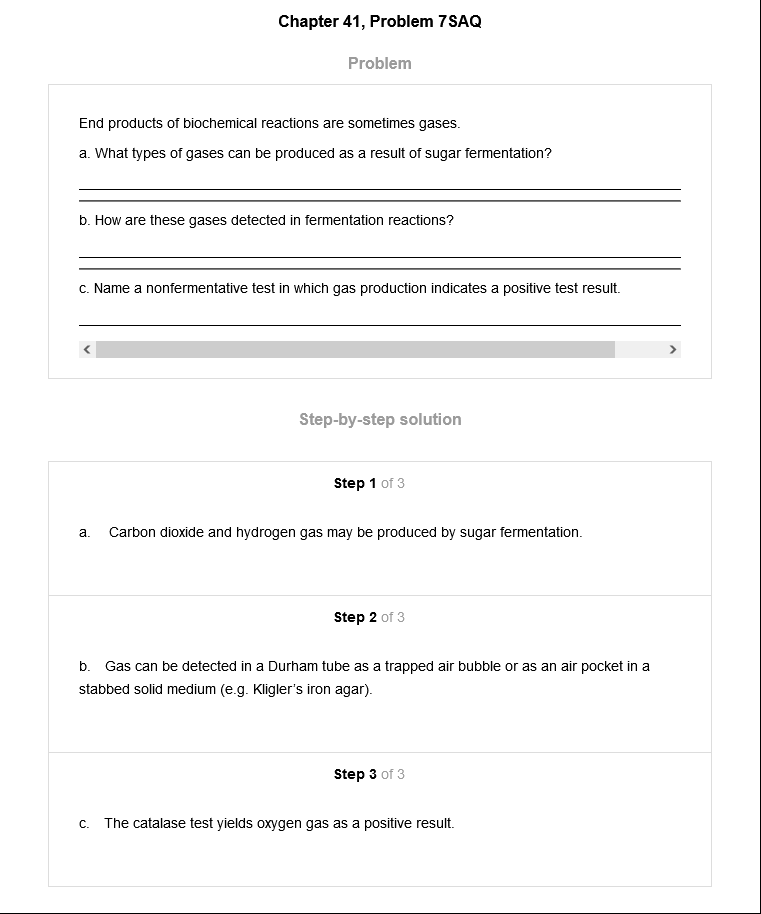 Chapter 41, Problem 7SAQ
Problem
End products of biochemical reactions are sometimes gases.
a. What types of gases can be produced as a result of sugar fermentation?
b. How are these gases detected in fermentation reactions?
c. Name a nonfermentative test in which gas production indicates a positive test result.
Step-by-step solution
Step 1 of 3
a. Carbon dioxide and hydrogen gas may be produced by sugar fermentation.
Step 2 of 3
b. Gas can be detected in a Durham tube as a trapped air bubble or as an air pocket in a
stabbed solid medium (e.g. Kligler's iron agar).
Step 3 of 3
c. The catalase test yields oxygen gas as a positive result.